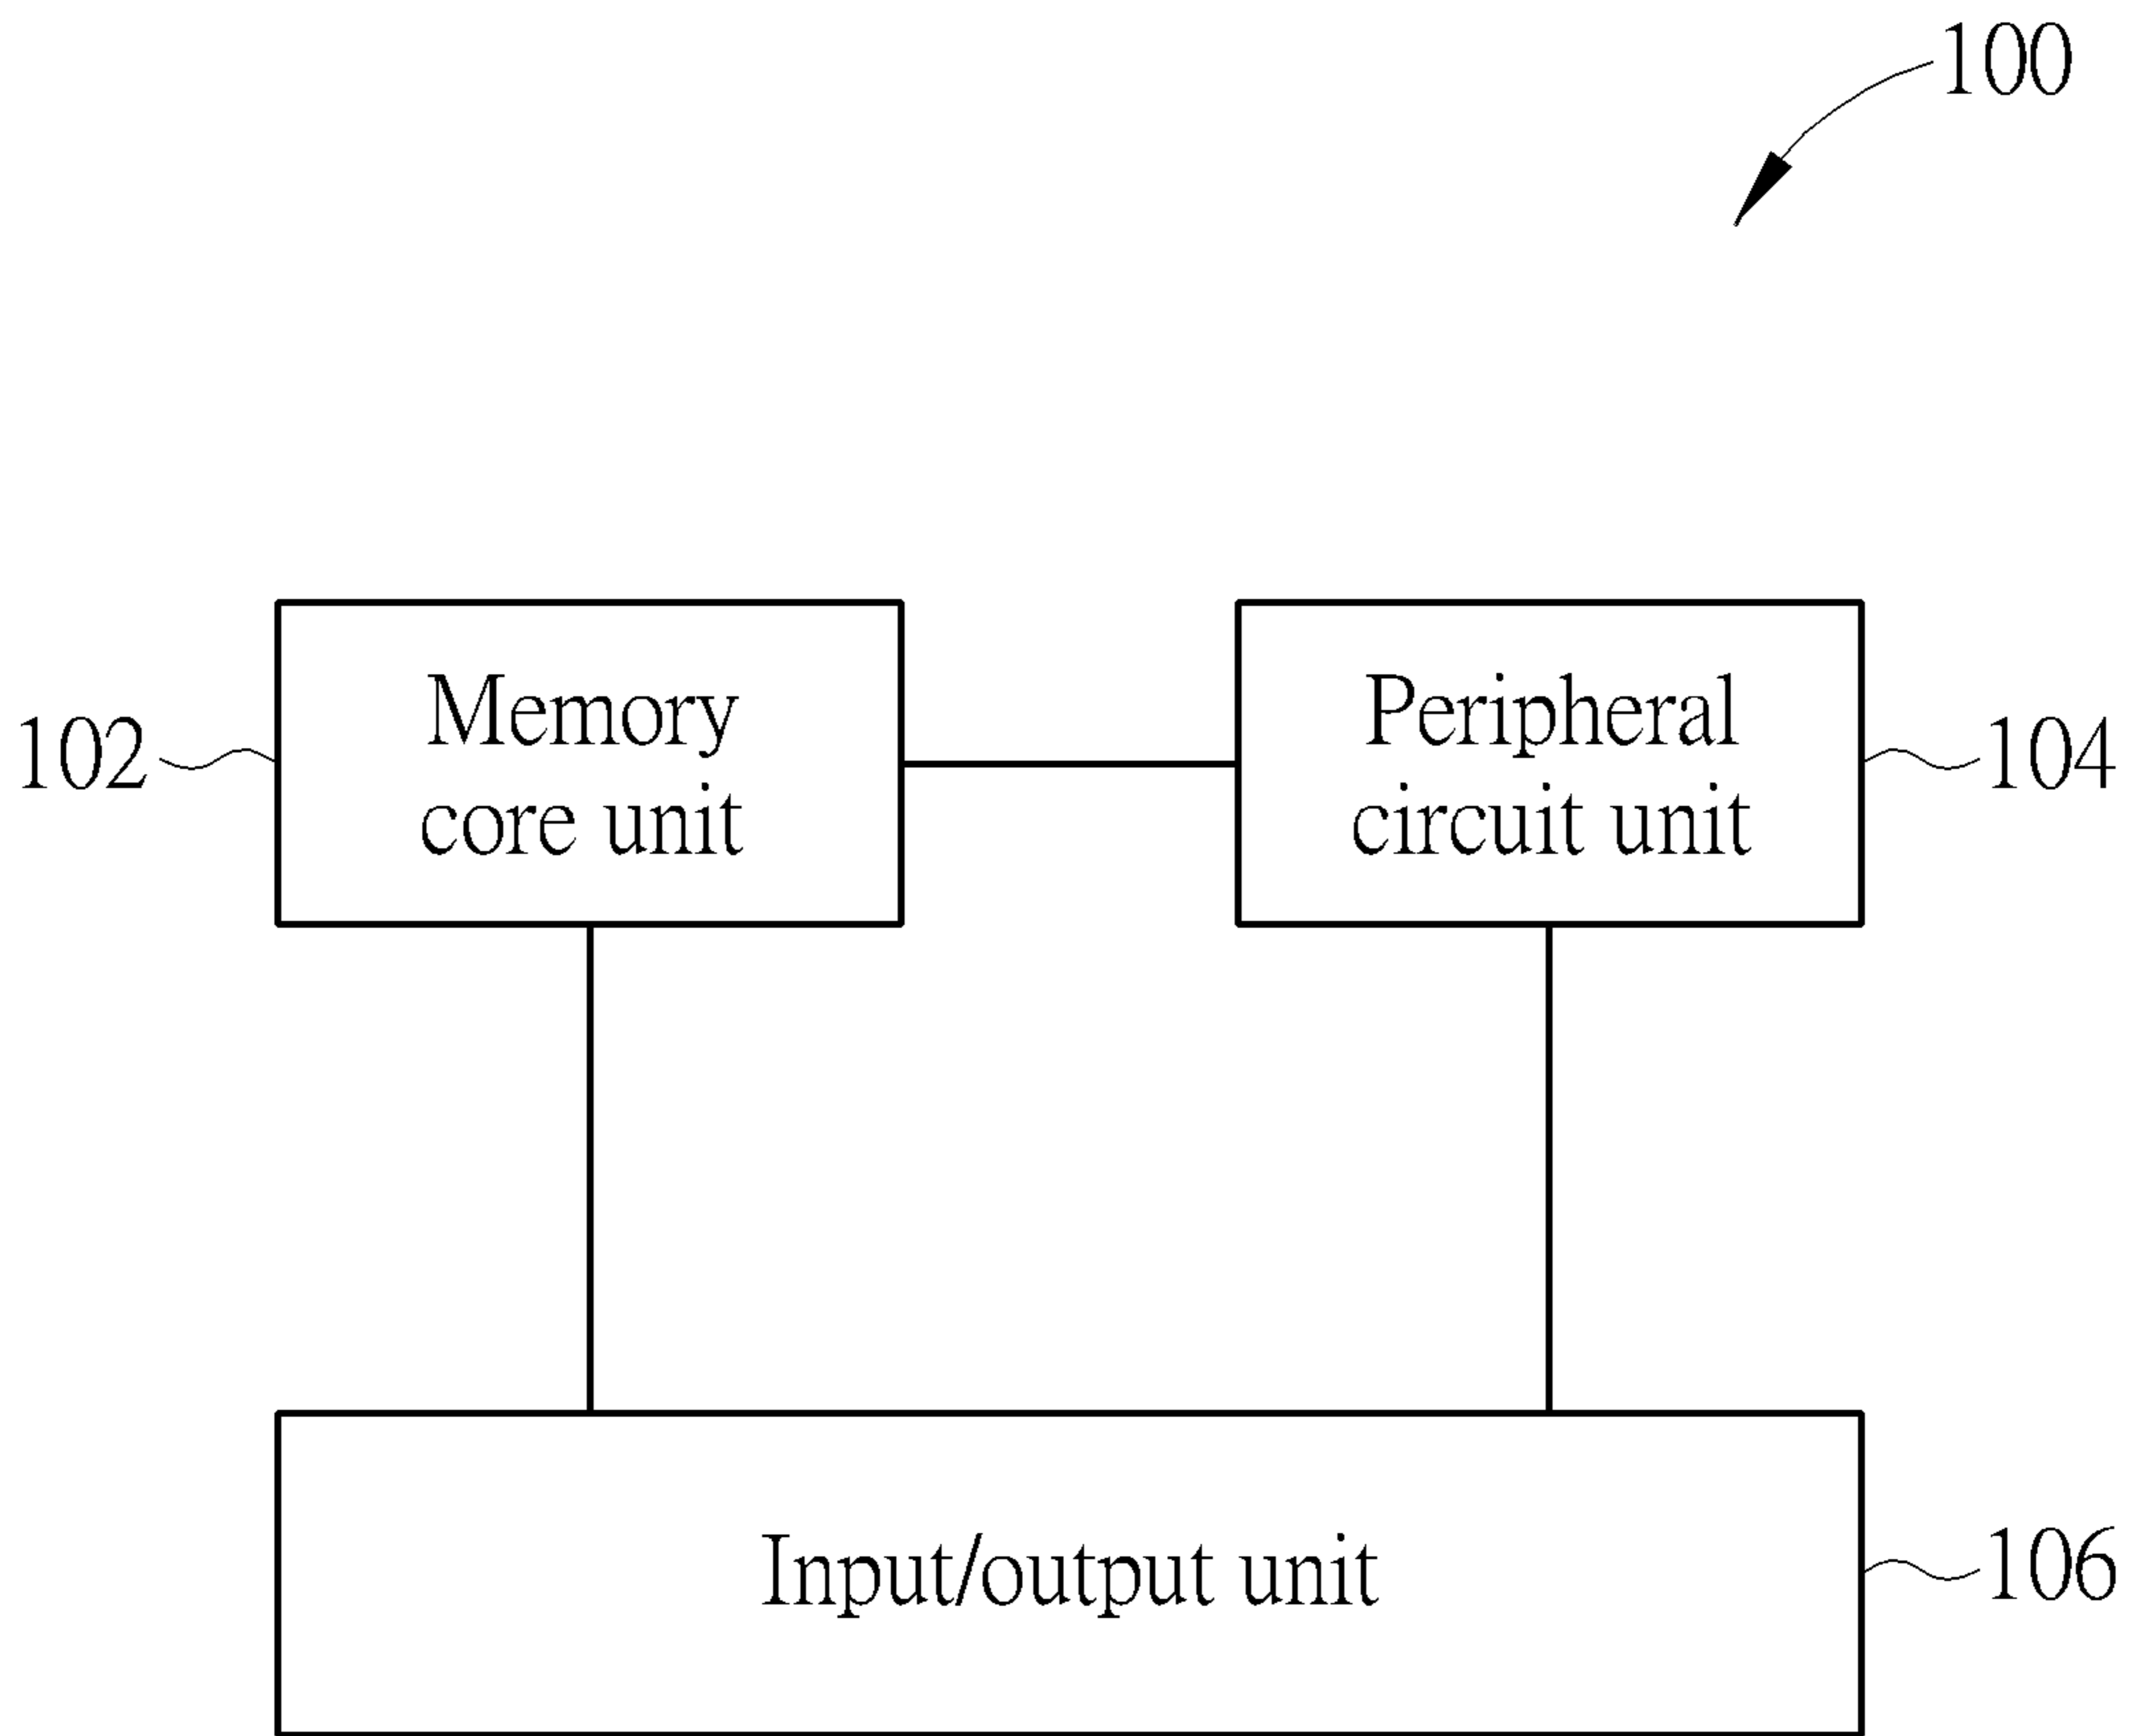 100
Memory
core unit
Peripheral
circuit unit
102
104
Input/output unit
106